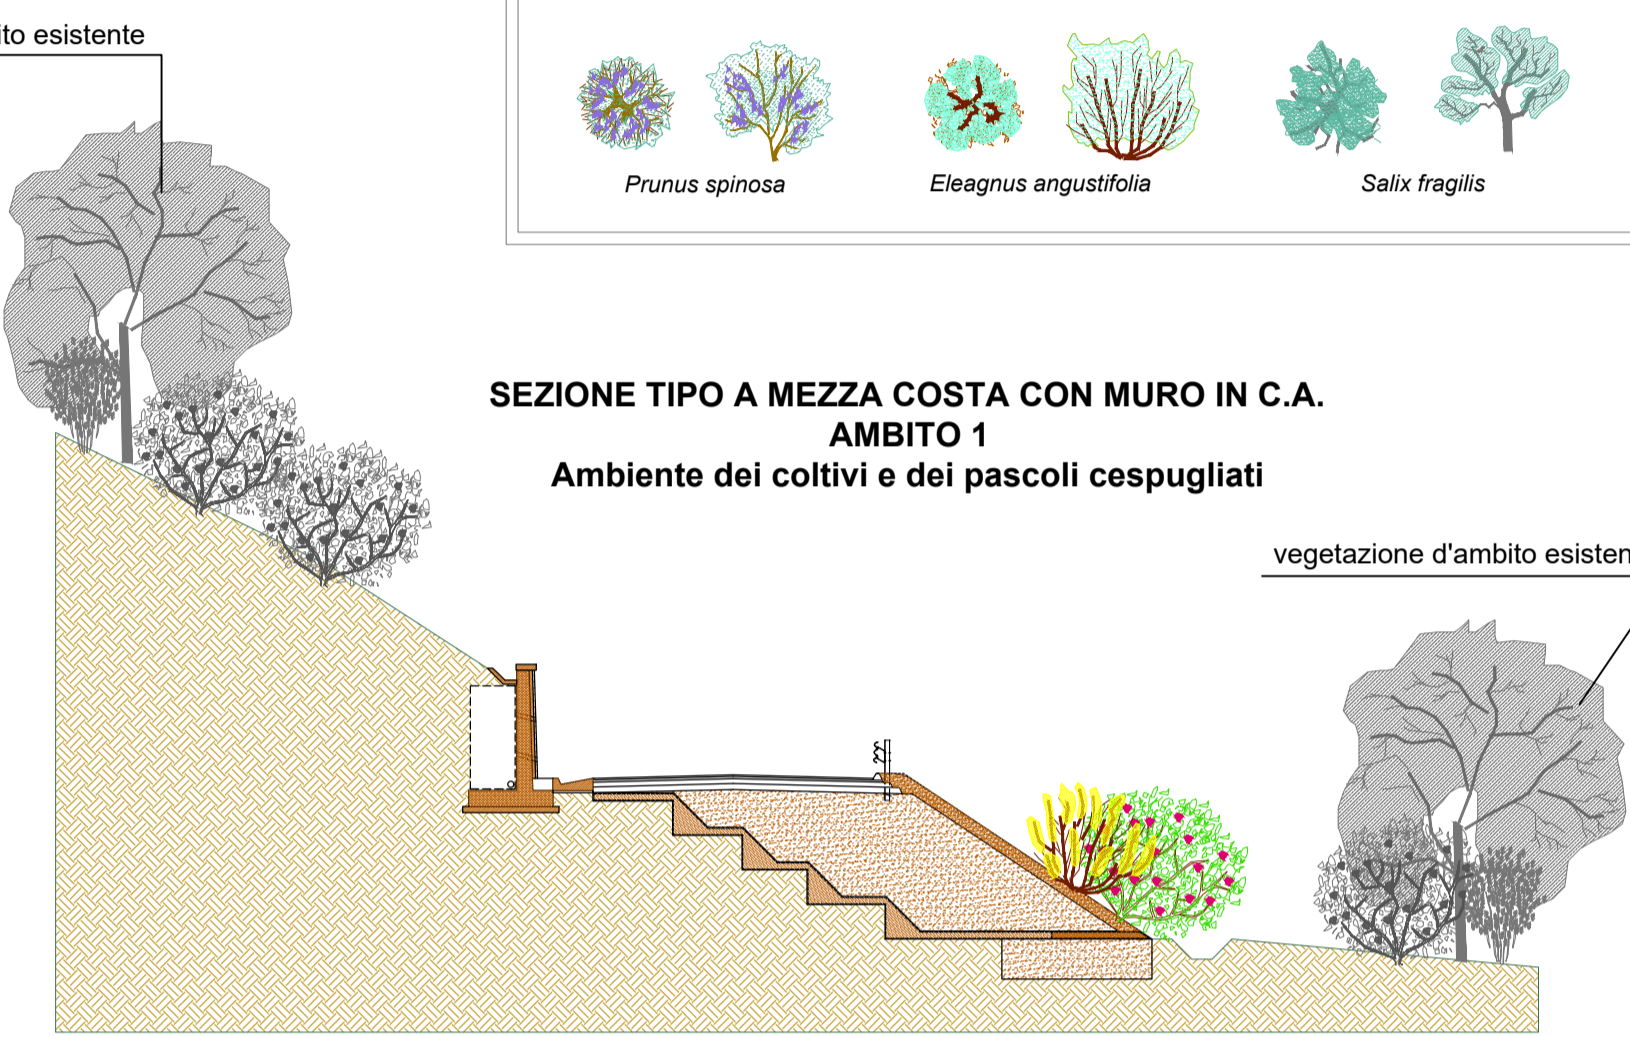 ito esistente
Prunus spinosa
Eleagnus angustifolia
Salix fragilis
SEZIONE TIPO A MEZZA COSTA CON MURO IN C.A.
AMBITO 1
Ambiente dei coltivi e dei pascoli cespugliati
vegetazione d'ambito esisten